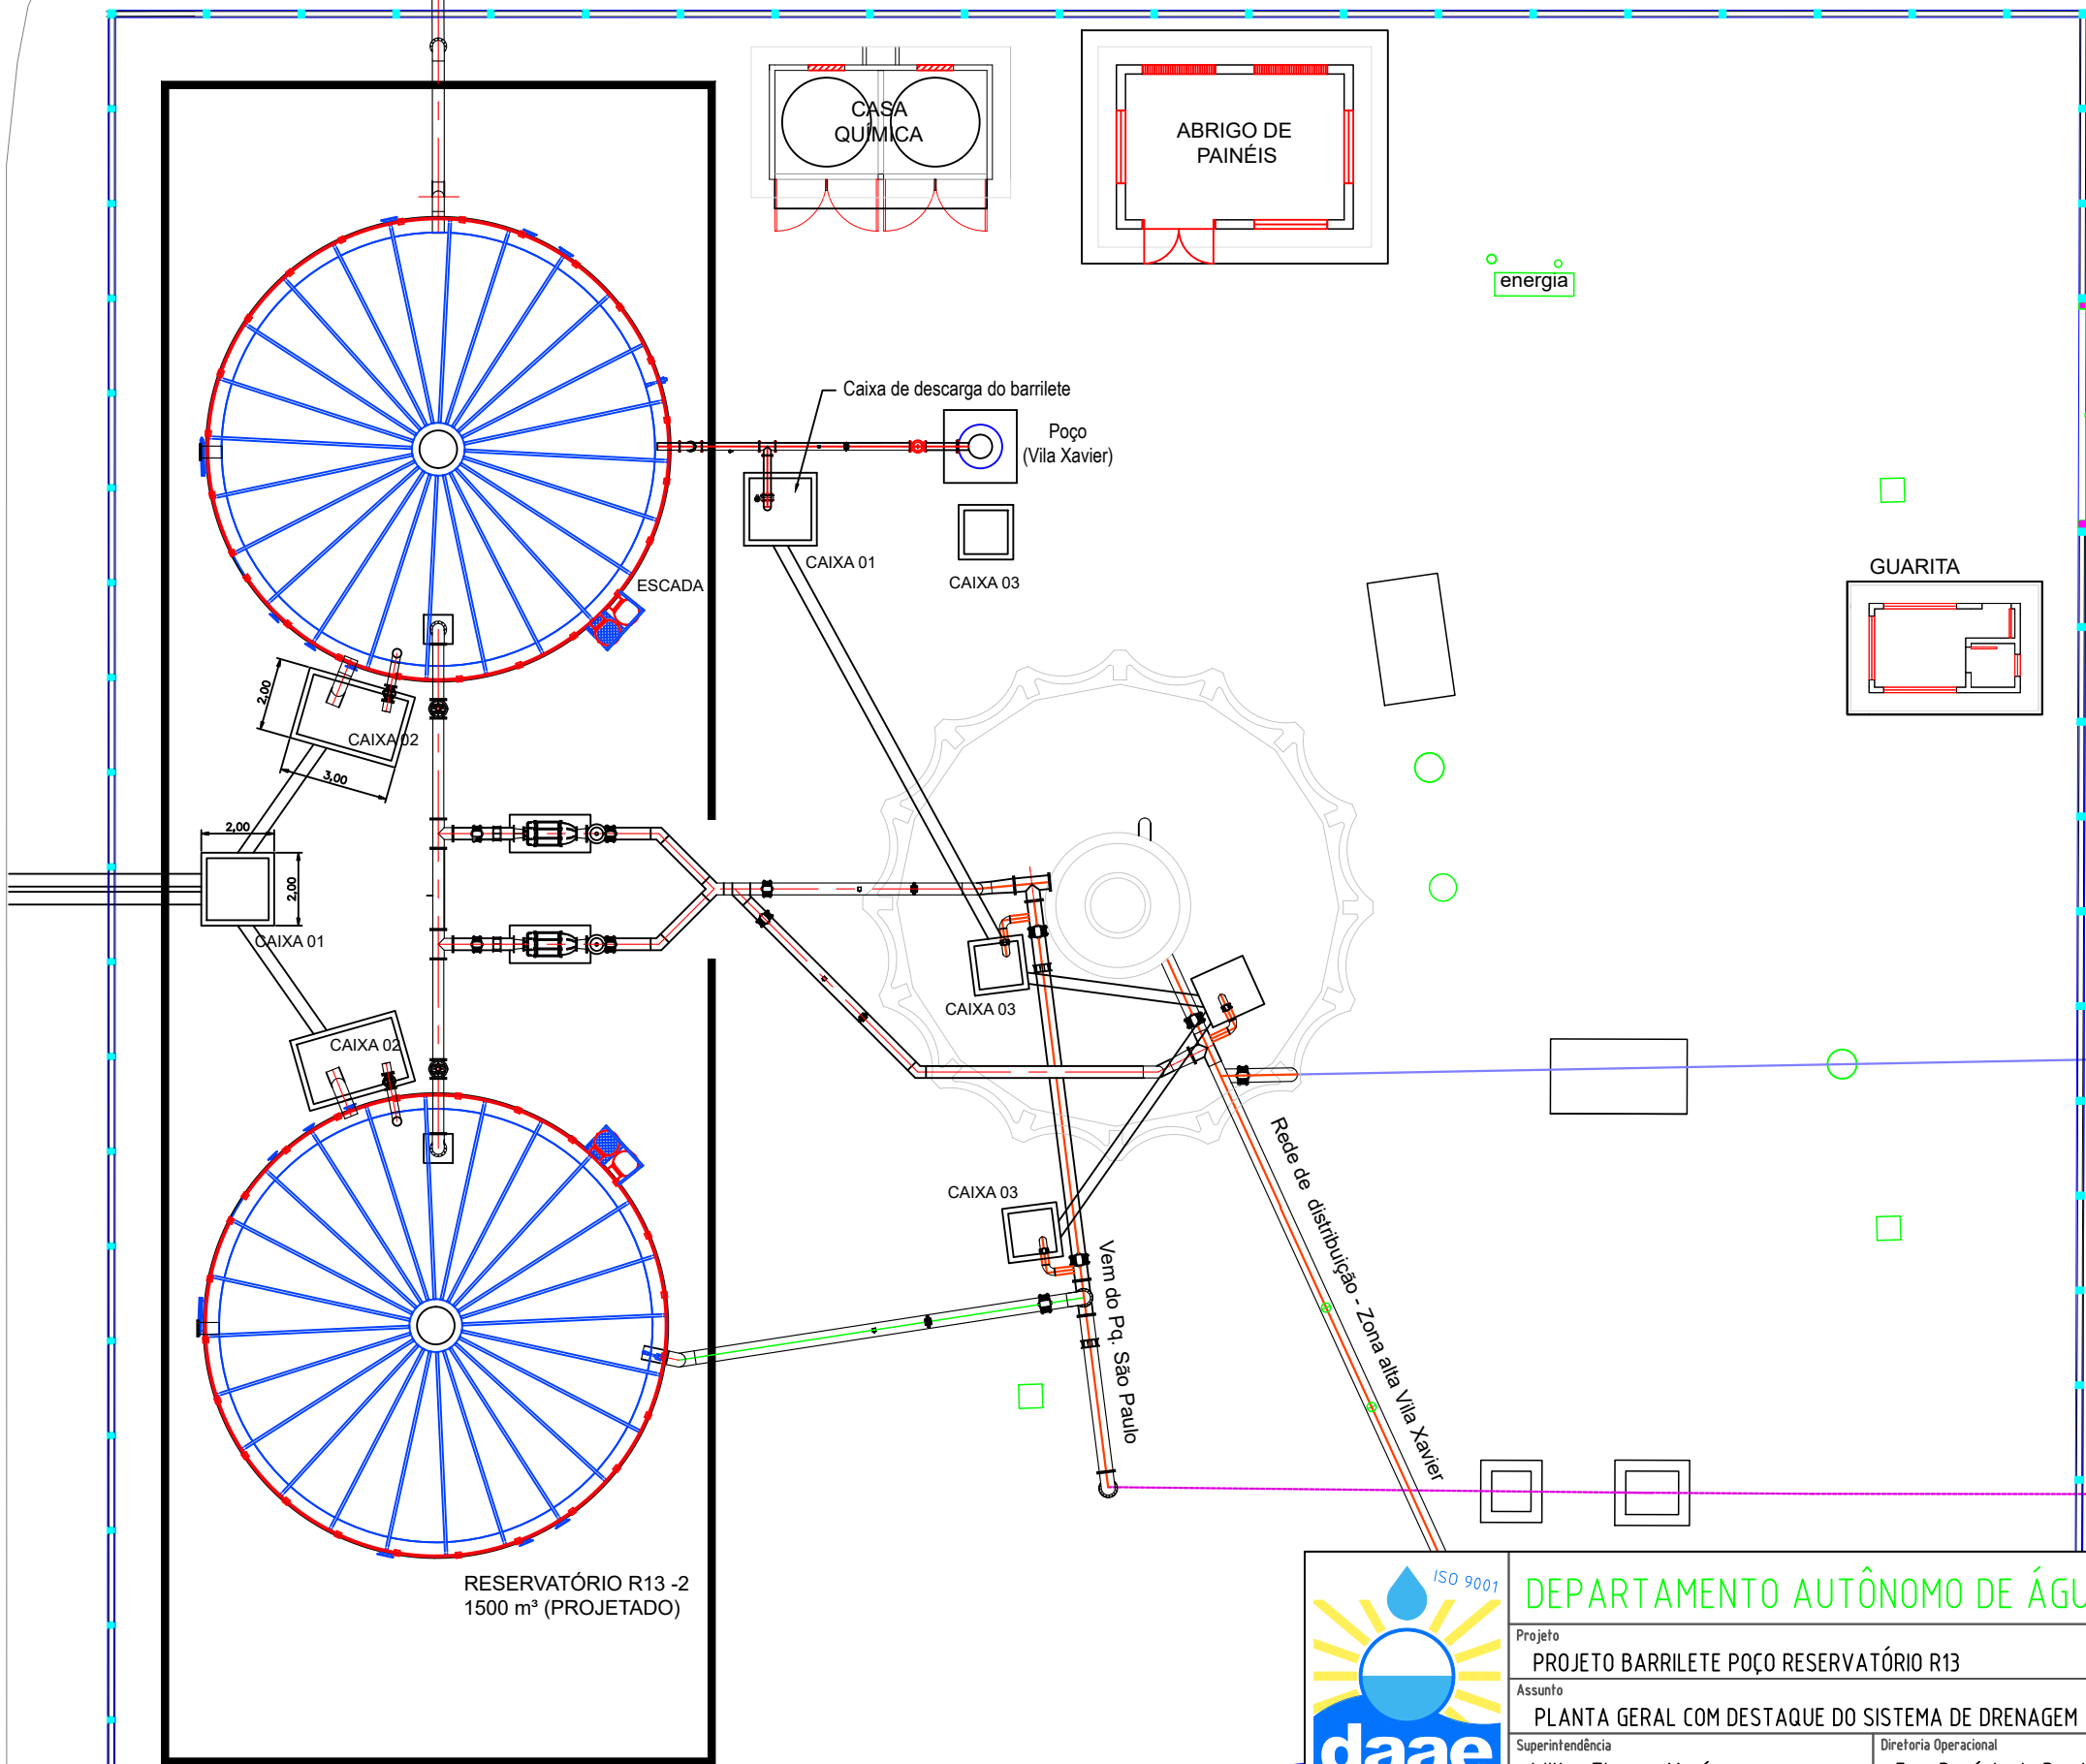 CASA
QUÍMICA
ABRIGO DE
PAINÉIS
energia
Caixa de descarga do barrilete
Poço
(Vila Xavier)
CAIXA 01
CAIXA 03
ESCADA
GUARITA
2,00
CAIXA 02
3,00
2,00
2,00
CAIXA 01
CAIXA 03
CAIXA 02
CAIXA 03
Rede de distribuição - Zona alta Vila Xavier
Vem do Pq. São Paulo
RESERVATÓRIO R13 -2
1500 m³ (PROJETADO)
ISO 9001
daae
DEPARTAMENTO AUTÔNOMO DE ÁGU
Projeto
PROJETO BARRILETE POÇO RESERVATÓRIO R13
Assunto
PLANTA GERAL COM DESTAQUE DO SISTEMA DE DRENAGEM
Superintendência
Diretoria Operacional